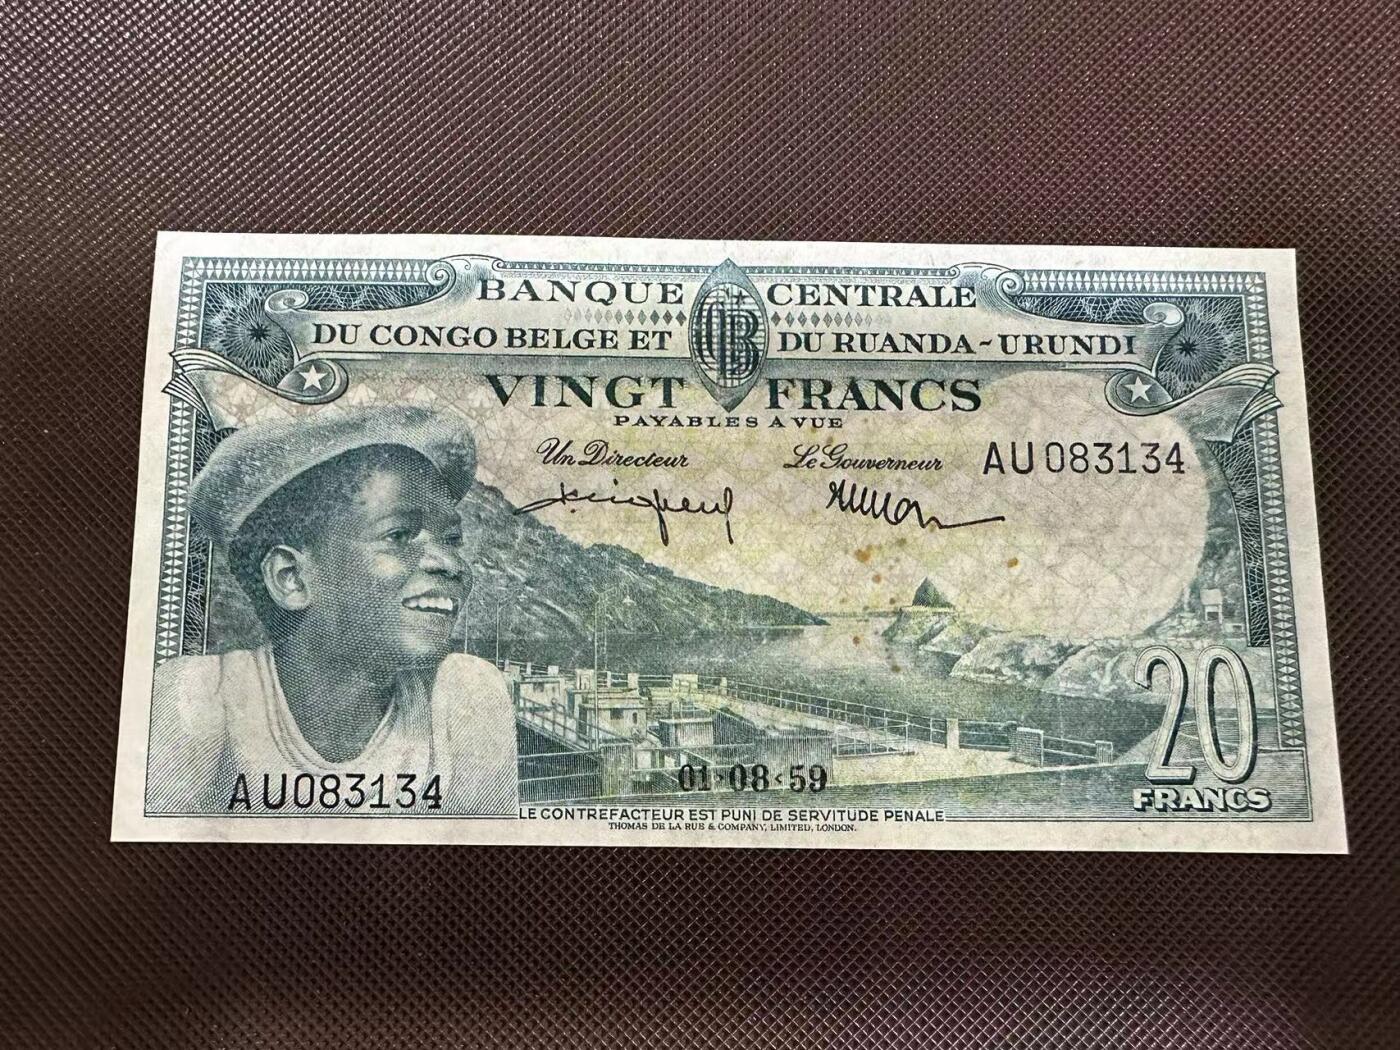 BANQUE CENTRALE
DU CONGO BELGE ET DU RUANDA-URUNDI
VINGT FRANCS
PAYABLES A VUE
Un Directeur Le Gouverneur AU083134
20
FRANCS
AU083134
01-08-59
LE CONTREFACTEUR EST PUNI DE SERVITUDE PENALE
THOMAS DE LA RUE & COMPANY, LIMITED, LONDON.